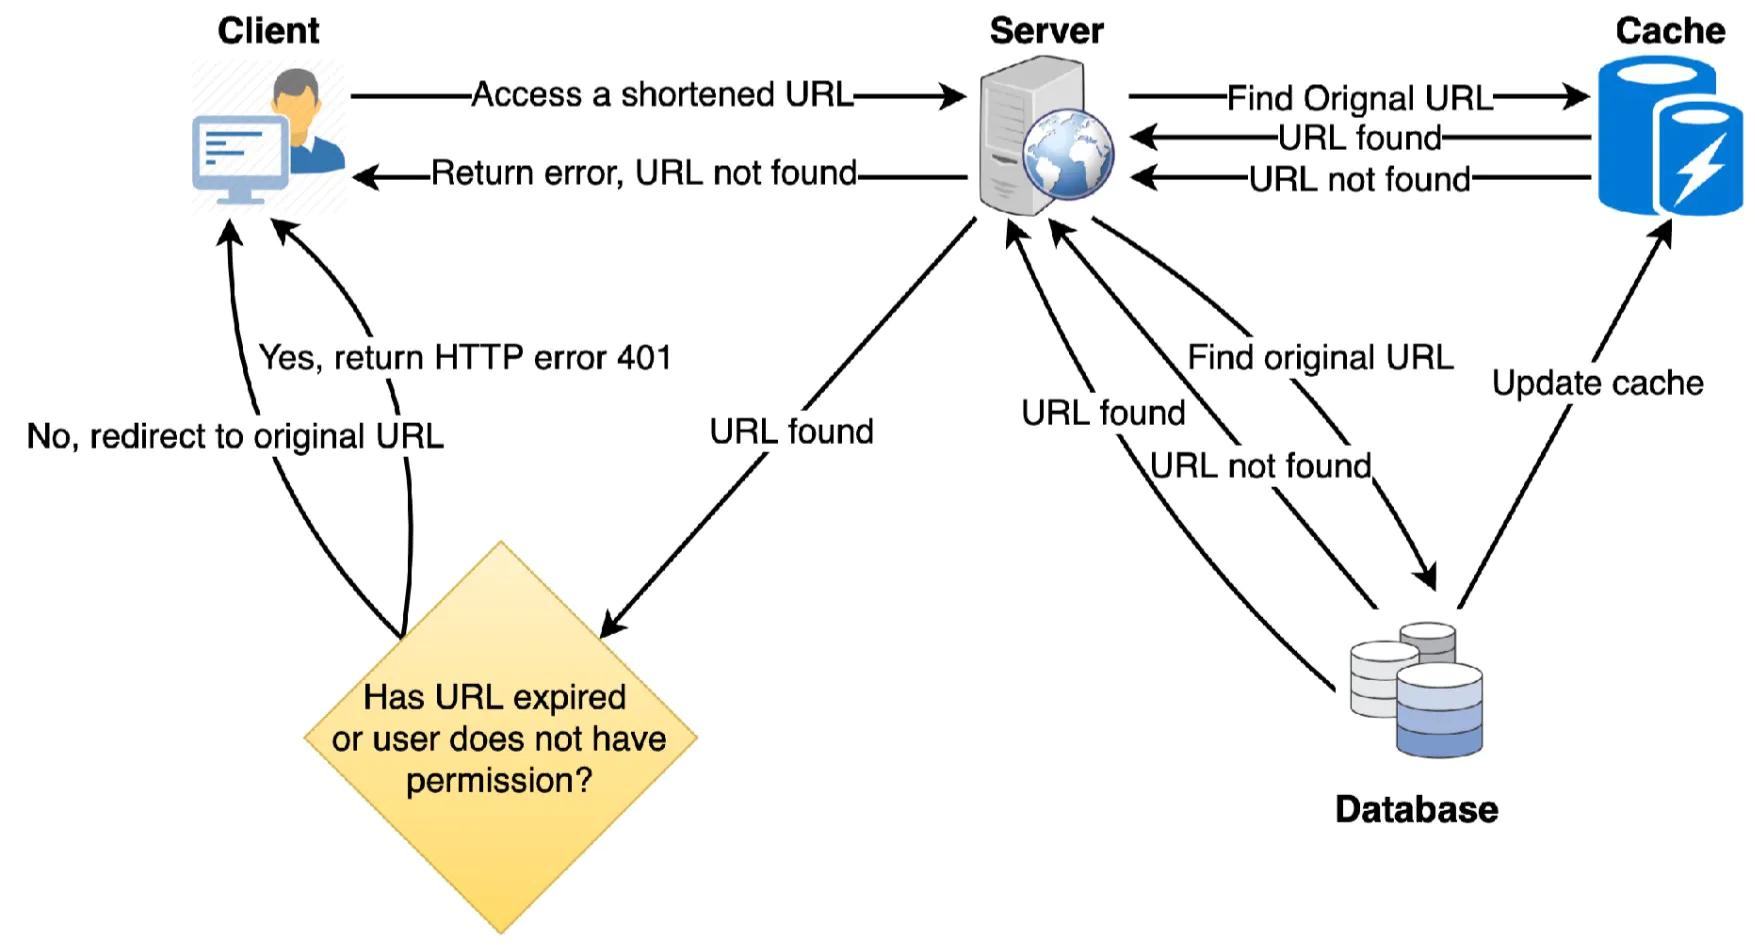 Client
Server
Cache
Access a shortened URL
Find Orignal URL
URL found
Return error, URL not found
URL not found
Yes, return HTTP error 401
Find original URL
Update cache
URL found
No, redirect to original URL
URL found
URL not found
Has URL expired
or user does not have
permission?
Database